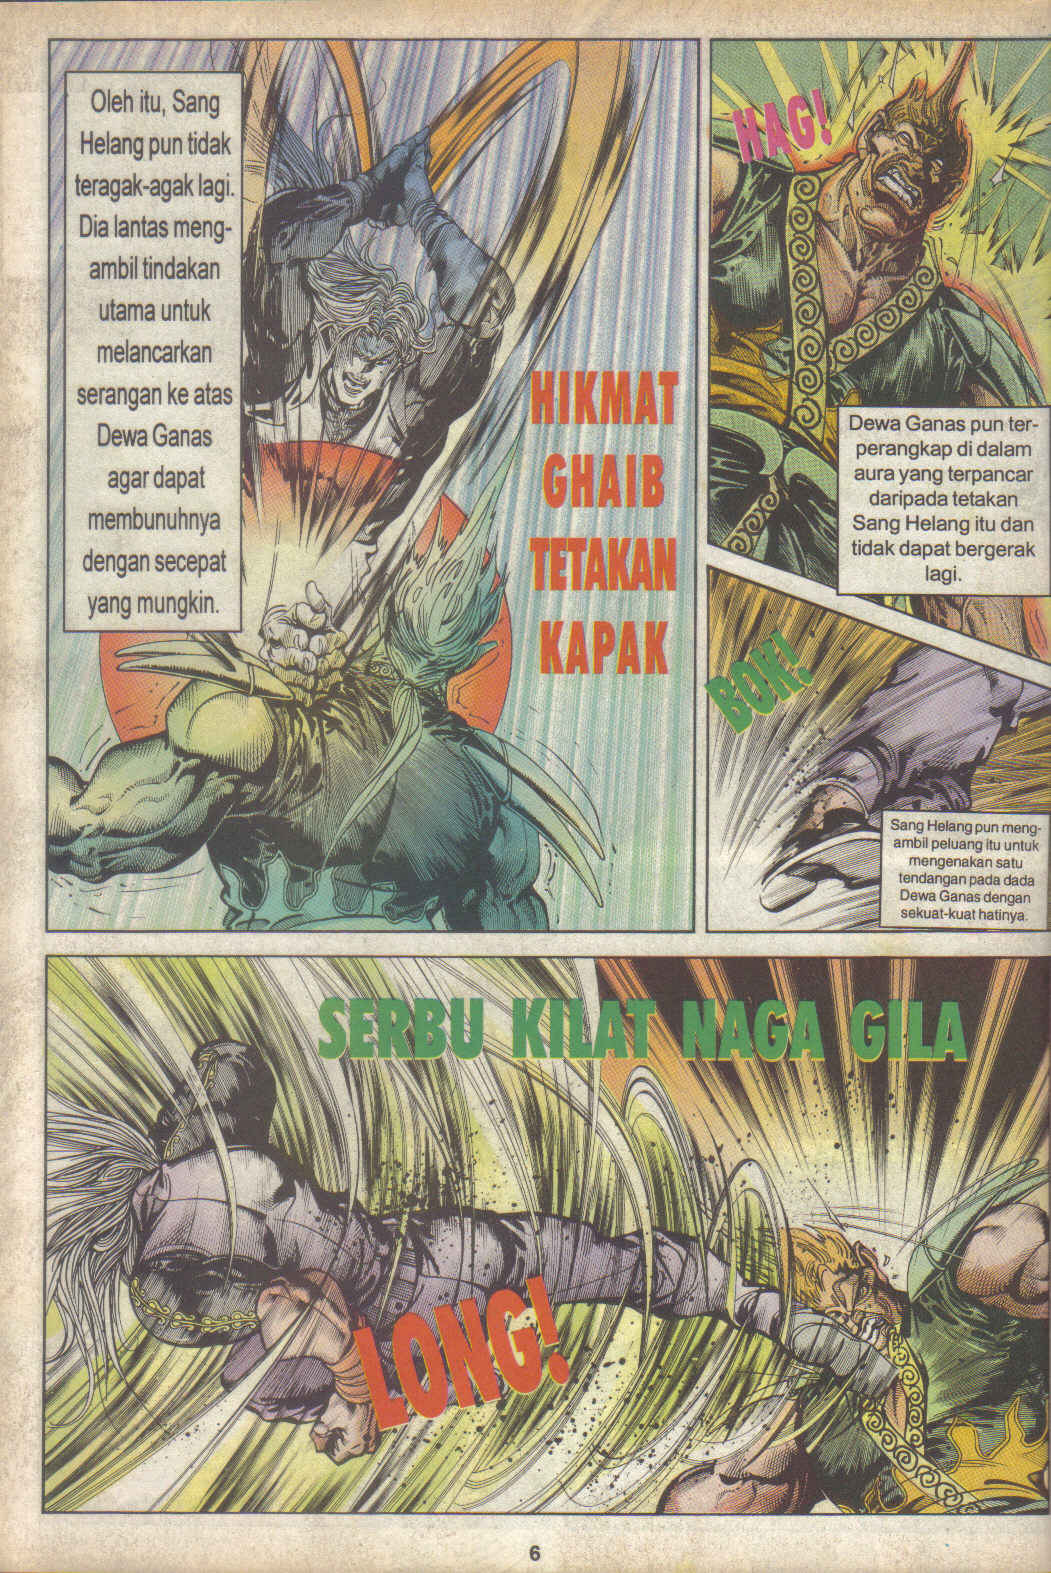 Oleh itu, Sang
Helang pun tidak
teragak-agak lagi.
Dia lantas meng-
ambil tindakan
utama untuk
melancarkan
serangan ke atas
Dewa Ganas
agar dapat
membunuhnya
dengan secepat
yang mungkin.
HIKMAT
GHAIB
TETAKAN
KAPAK
HAG!
Dewa Ganas pun ter-
perangkap di dalam
aura yang terpancar
daripada tetakan
Sang Helang itu dan
tidak dapat bergerak
lagi.
BOK!
Sang Helang pun meng-
ambil peluang itu untuk
mengenakan satu
tendangan pada dada
Dewa Ganas dengan
sekuat-kuat hatinya.
SERBU KILAT NAGA GILA
LONG!
6